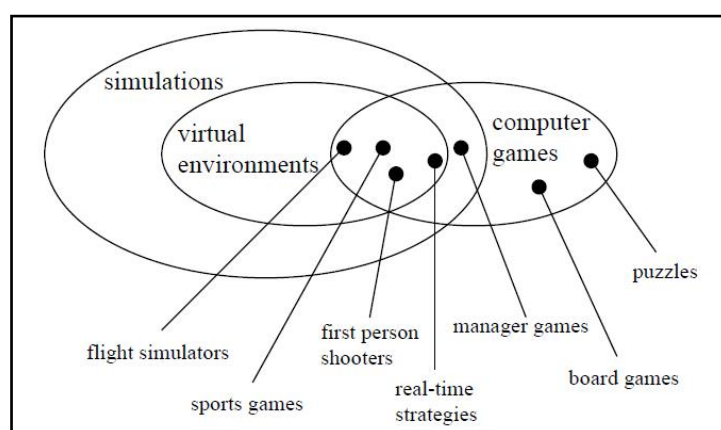 simulations
virtual
environments
computer
games
puzzles
first person
shooters
manager games
flight simulators
board games
real-time
strategies
sports games